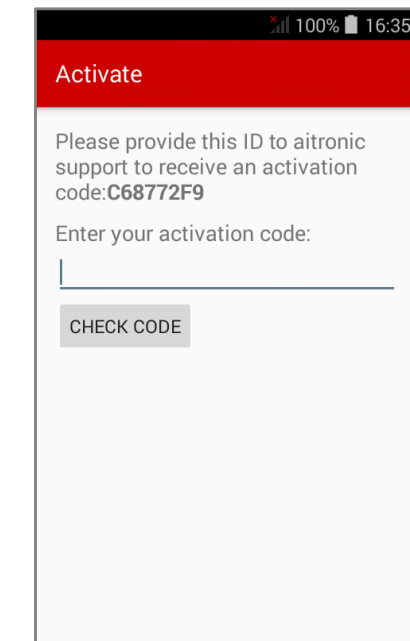 100% 16:35
Activate
Please provide this ID to aitronic
support to receive an activation
code:C68772F9
Enter your activation code:
CHECK CODE